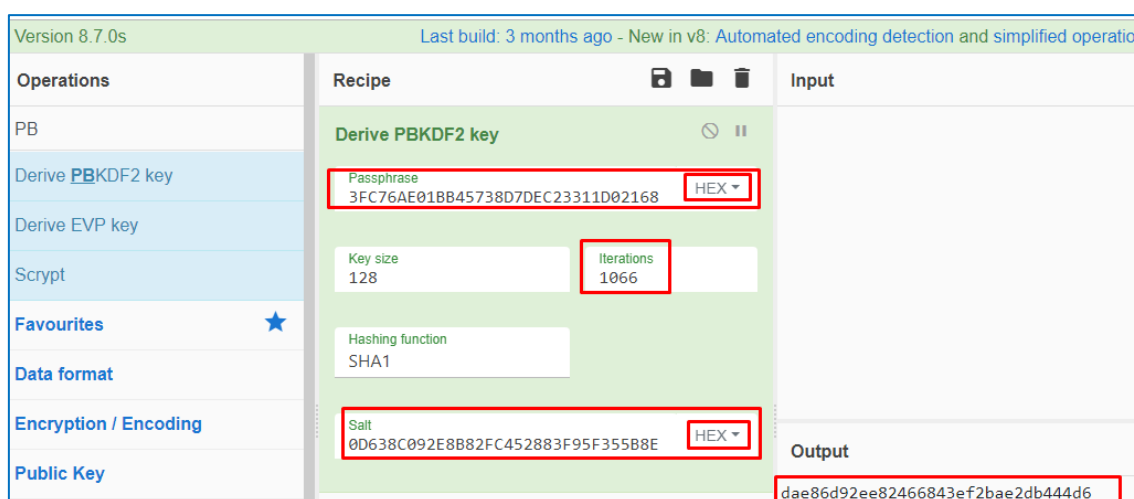 Version 8.7.0s
Last build: 3 months ago - New in v8: Automated encoding detection and simplified operatio
Operations
PB
Derive PBKDF2 key
Derive EVP key
Scrypt
Favourites
Data format
Encryption / Encoding
Public Key
Recipe
Derive PBKDF2 key
Passphrase
3FC76AE01BB45738D7DEC23311D02168
HEX
Key size
128
Iterations
1066
Hashing function
SHA1
Salt
0D638C092E8B82FC452883F95F355B8E
HEX
Input
Output
dae86d92ee82466843ef2bae2db444d6